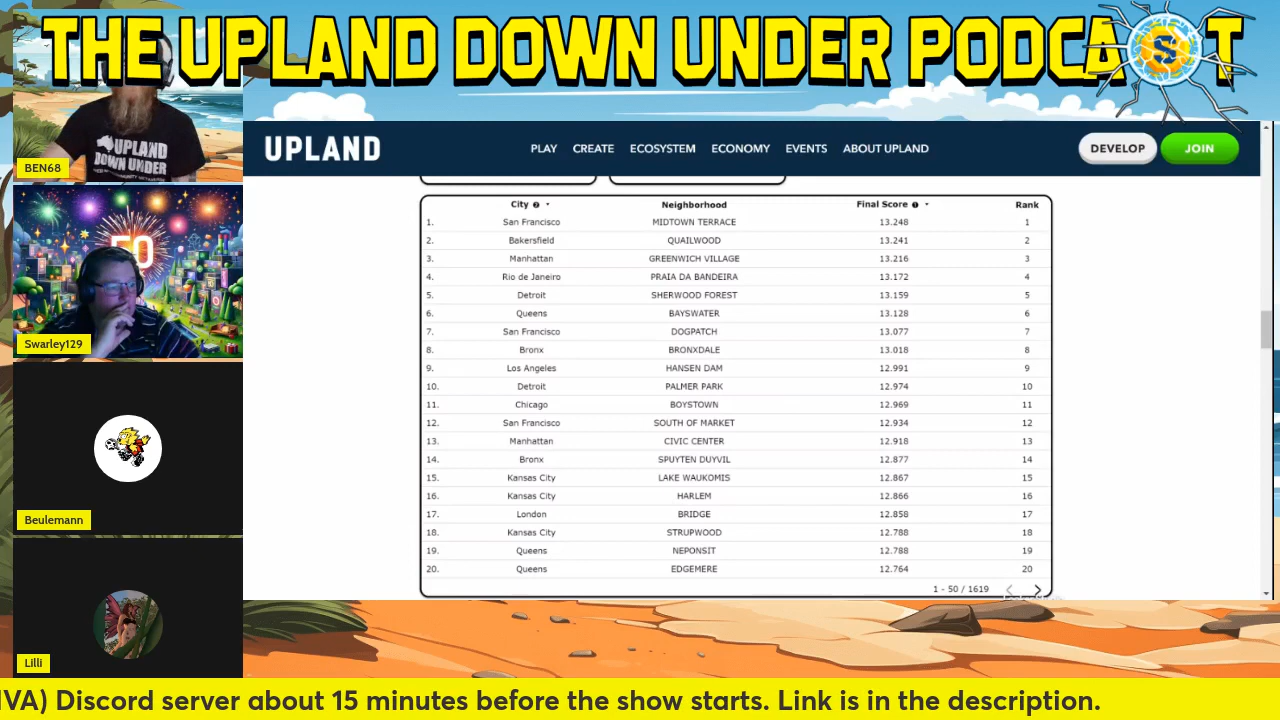 THE UPLAND DOWN UNDER PODCAST
UPLAND
DOWN UNDER
BEN68
50
Swarley129
Beulemann
Lilli
UPLAND PLAY CREATE ECOSYSTEM ECONOMY EVENTS ABOUT UPLAND DEVELOP JOIN
City Neighborhood Final Score Rank
1. San Francisco MIDTOWN TERRACE 13.248 1
2. Bakersfield QUAILWOOD 13.241 2
3. Manhattan GREENWICH VILLAGE 13.216 3
4. Rio de Janeiro PRAIA DA BANDEIRA 13.172 4
5. Detroit SHERWOOD FOREST 13.159 5
6. Queens BAYSWATER 13.128 6
7. San Francisco DOGPATCH 13.077 7
8. Bronx BRONXDALE 13.018 8
9. Los Angeles HANSEN DAM 12.991 9
10. Detroit PALMER PARK 12.974 10
11. Chicago BOYSTOWN 12.969 11
12. San Francisco SOUTH OF MARKET 12.934 12
13. Manhattan CIVIC CENTER 12.918 13
14. Bronx SPUYTEN DUYVIL 12.877 14
15. Kansas City LAKE WAUKOMIS 12.867 15
16. Kansas City HARLEM 12.866 16
17. London BRIDGE 12.858 17
18. Kansas City STRUPWOOD 12.788 18
19. Queens NEPONSIT 12.788 19
20. Queens EDGEMERE 12.764 20
1 - 50 / 1619
IVA) Discord server about 15 minutes before the show starts. Link is in the description.